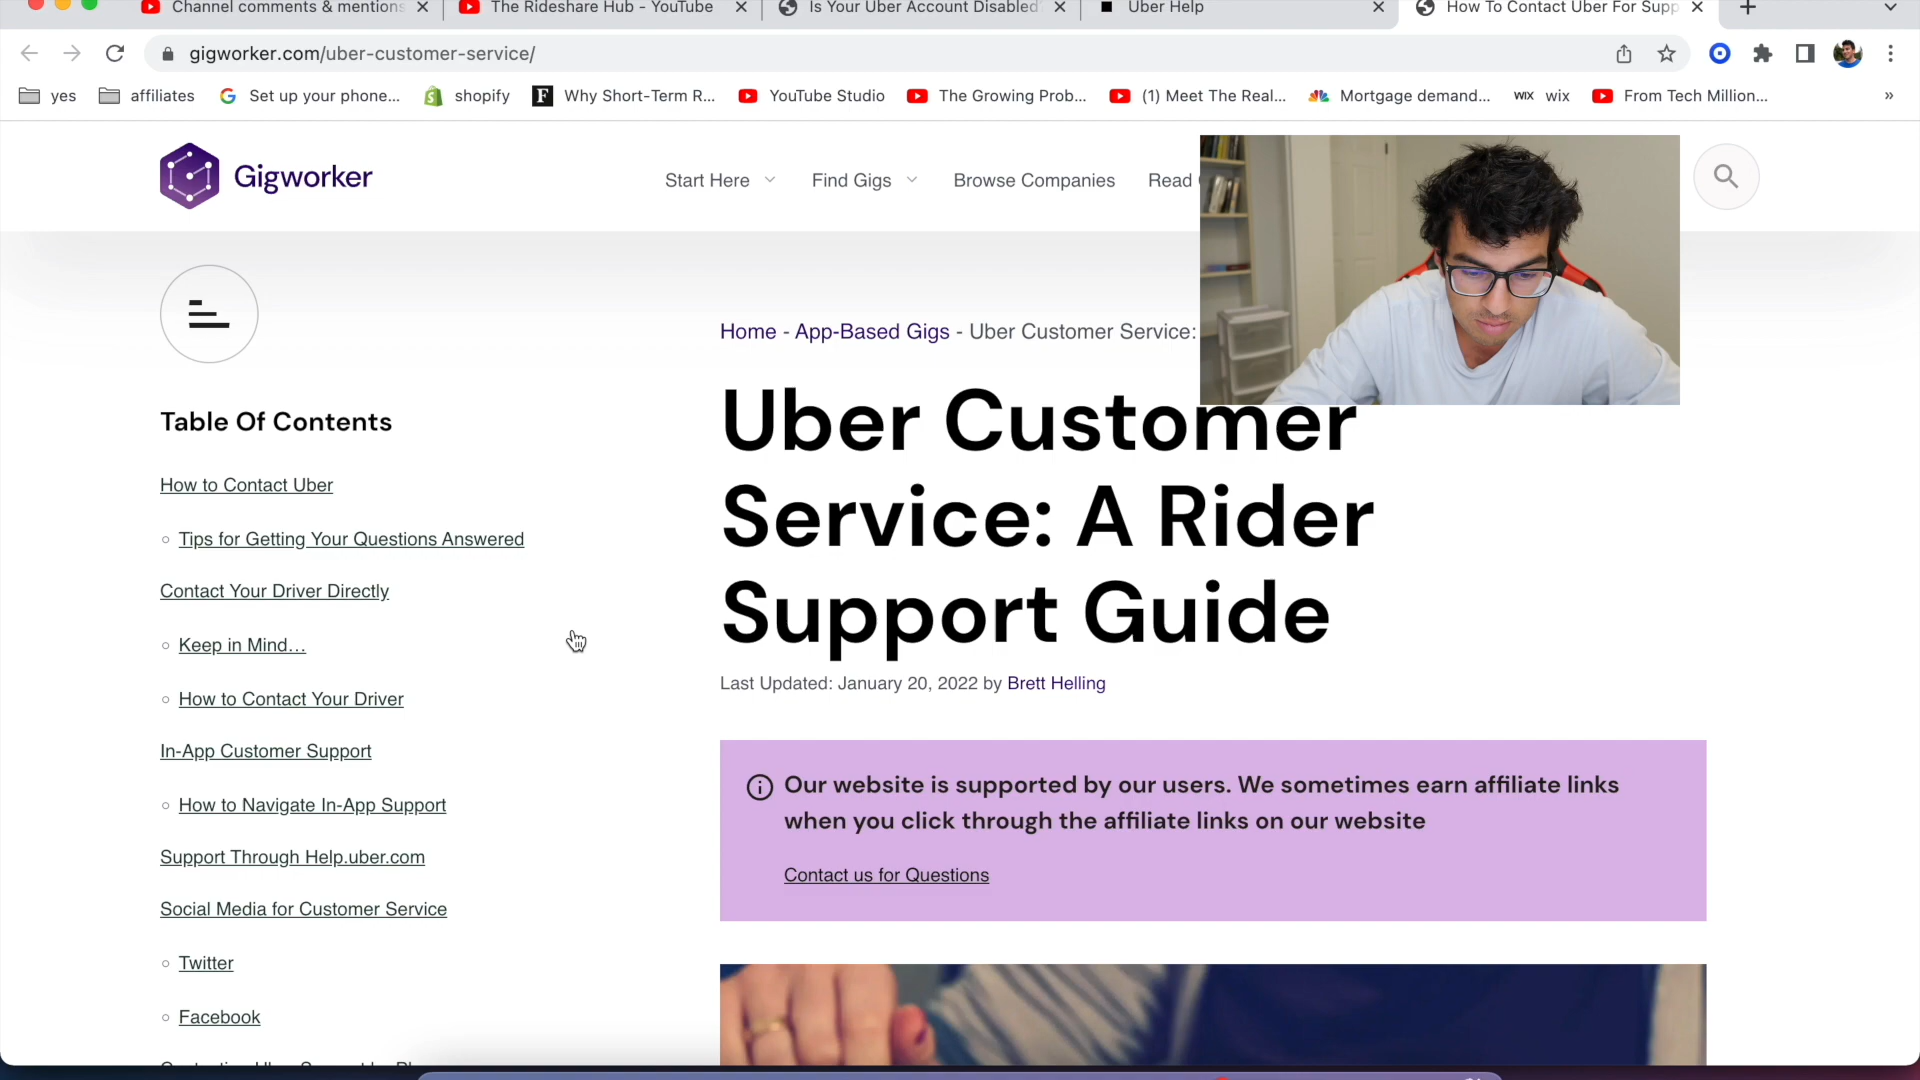 Channel comments & mentions
The Rideshare Hub - YouTube
Is Your Uber Account Disabled?
Uber Help
How To Contact Uber For Supp
gigworker.com/uber-customer-service/
yes
affiliates
Set up your phone...
shopify
Why Short-Term R...
YouTube Studio
The Growing Prob...
(1) Meet The Real...
Mortgage demand...
WIX wix
From Tech Million...
»
Gigworker
Start Here
Find Gigs
Browse Companies
Read
Home - App-Based Gigs - Uber Customer Service:
Table Of Contents
How to Contact Uber
Tips for Getting Your Questions Answered
Contact Your Driver Directly
Keep in Mind…
How to Contact Your Driver
In-App Customer Support
How to Navigate In-App Support
Support Through Help.uber.com
Social Media for Customer Service
Twitter
Facebook
Uber Customer
Service: A Rider
Support Guide
Last Updated: January 20, 2022 by Brett Helling
Our website is supported by our users. We sometimes earn affiliate links
when you click through the affiliate links on our website
Contact us for Questions